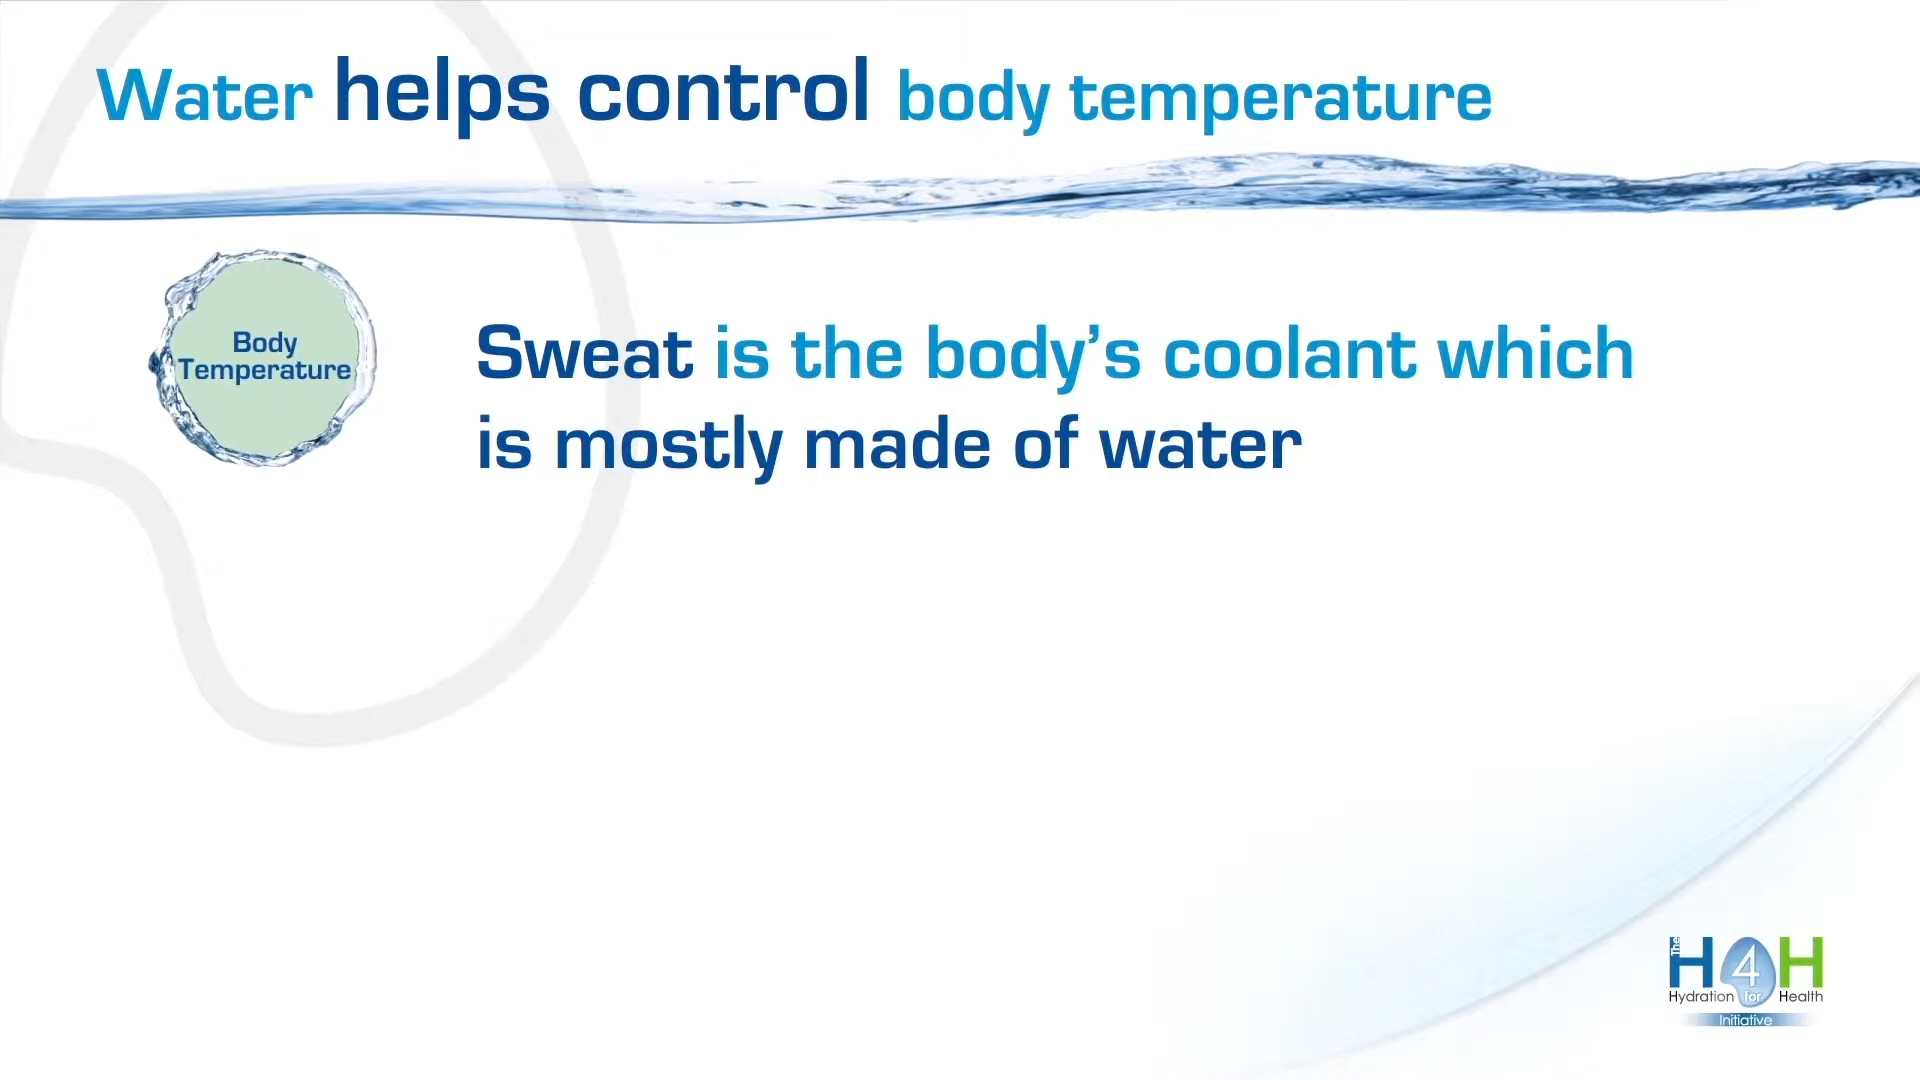 Water helps control body temperature
Body
Temperature
Sweat is the body’s coolant which
is mostly made of water
The
H4H
Hydration for Health
Initiative